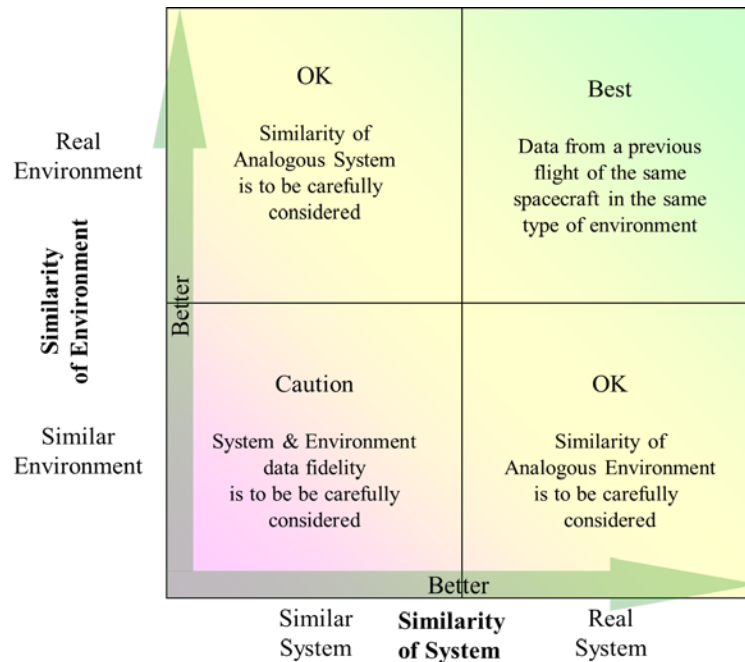 OK
Similarity of
Analogous System
is to be carefully
considered
Best
Data from a previous
flight of the same
spacecraft in the same
type of environment
Real
Environment
Similarity
of Environment
Better
Caution
System & Environment
data fidelity
is to be be carefully
considered
OK
Similarity of
Analogous Environment
is to be carefully
considered
Similar
Environment
Better
Similar
System
Similarity
of System
Real
System